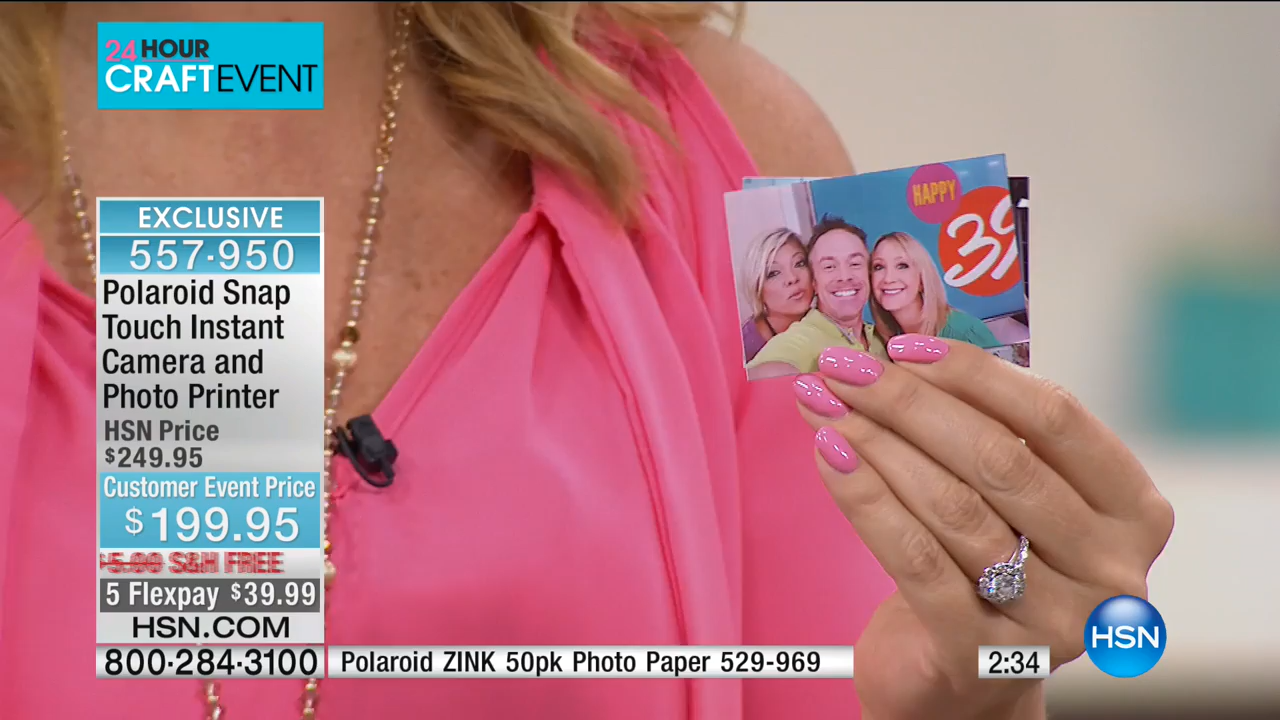 24 HOUR
CRAFT EVENT
EXCLUSIVE
557-950
Polaroid Snap
Touch Instant
Camera and
Photo Printer
HSN Price
$249.95
Customer Event Price
$199.95
$5.00 S&H FREE
5 Flexpay $39.99
HSN.COM
800·284·3100
Polaroid ZINK 50pk Photo Paper 529-969
2:34
HSN
HAPPY
39